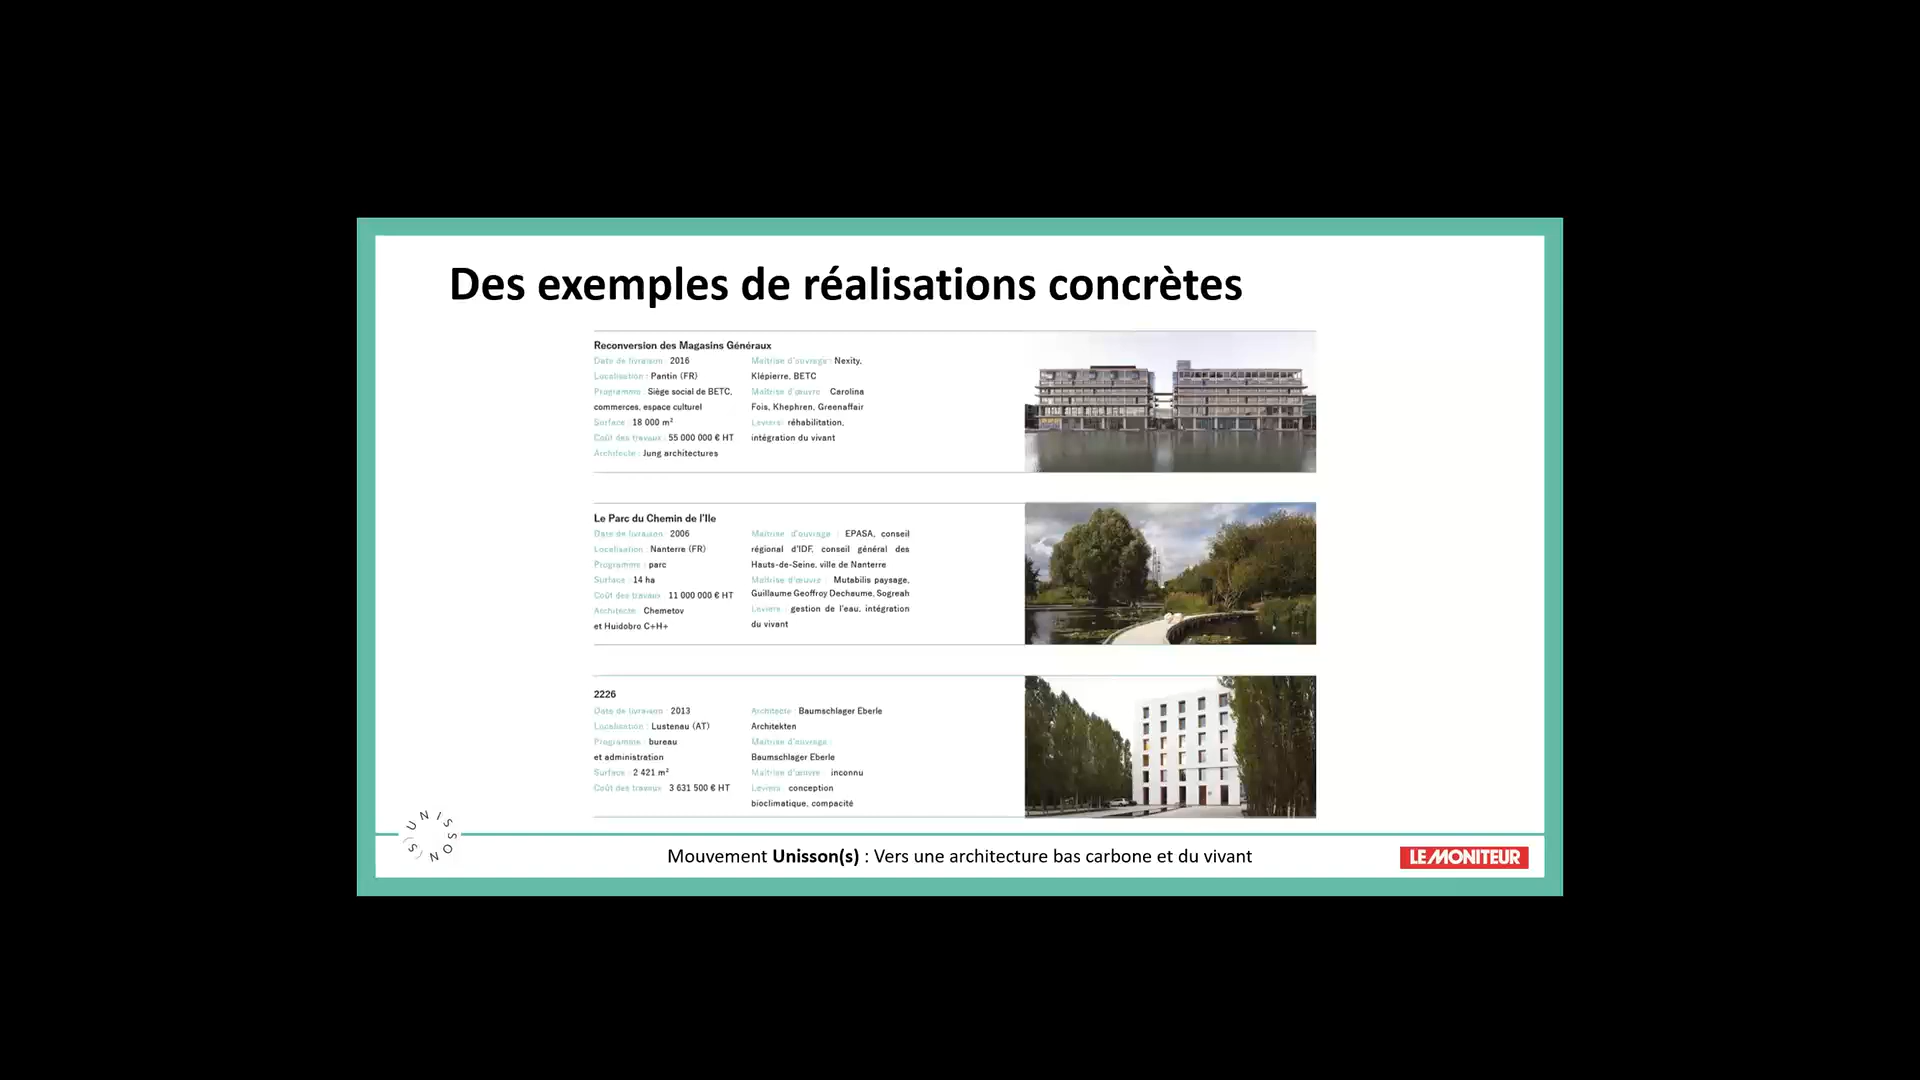 Des exemples de réalisations concrètes
Reconversion des Magasins Généraux
Date de livraison : 2016
Localisation : Pantin (FR)
Programme : Siège social de BETC,
commerces, espace culturel
Surface : 18 000 m²
Coût des travaux : 55 000 000 € HT
Architecte : Jung architectures
Maîtrise d'ouvrage : Nexity,
Klépierre, BETC
Maîtrise d'œuvre : Carolina
Fois, Khephren, Greenaffair
Leviers : réhabilitation,
intégration du vivant
Le Parc du Chemin de l'Ile
Date de livraison : 2006
Localisation : Nanterre (FR)
Programme : parc
Surface : 14 ha
Coût des travaux : 11 000 000 € HT
Architecte : Chemetov
et Huidobro C+H+
Maîtrise d'ouvrage : EPASA, conseil
régional d'IDF, conseil général des
Hauts-de-Seine, ville de Nanterre
Maîtrise d'œuvre : Mutabilis paysage,
Guillaume Geoffroy Dechaume, Sogreah
Leviers : gestion de l'eau, intégration
du vivant
2226
Date de livraison : 2013
Localisation : Lustenau (AT)
Programme : bureau
et administration
Surface : 2 421 m²
Coût des travaux : 3 631 500 € HT
Architecte : Baumschlager Eberle
Architekten
Maîtrise d'ouvrage :
Baumschlager Eberle
Maîtrise d'œuvre : inconnu
Leviers : conception
bioclimatique, compacité
UNISSON(S)
Mouvement Unisson(s) : Vers une architecture bas carbone et du vivant
LE MONITEUR